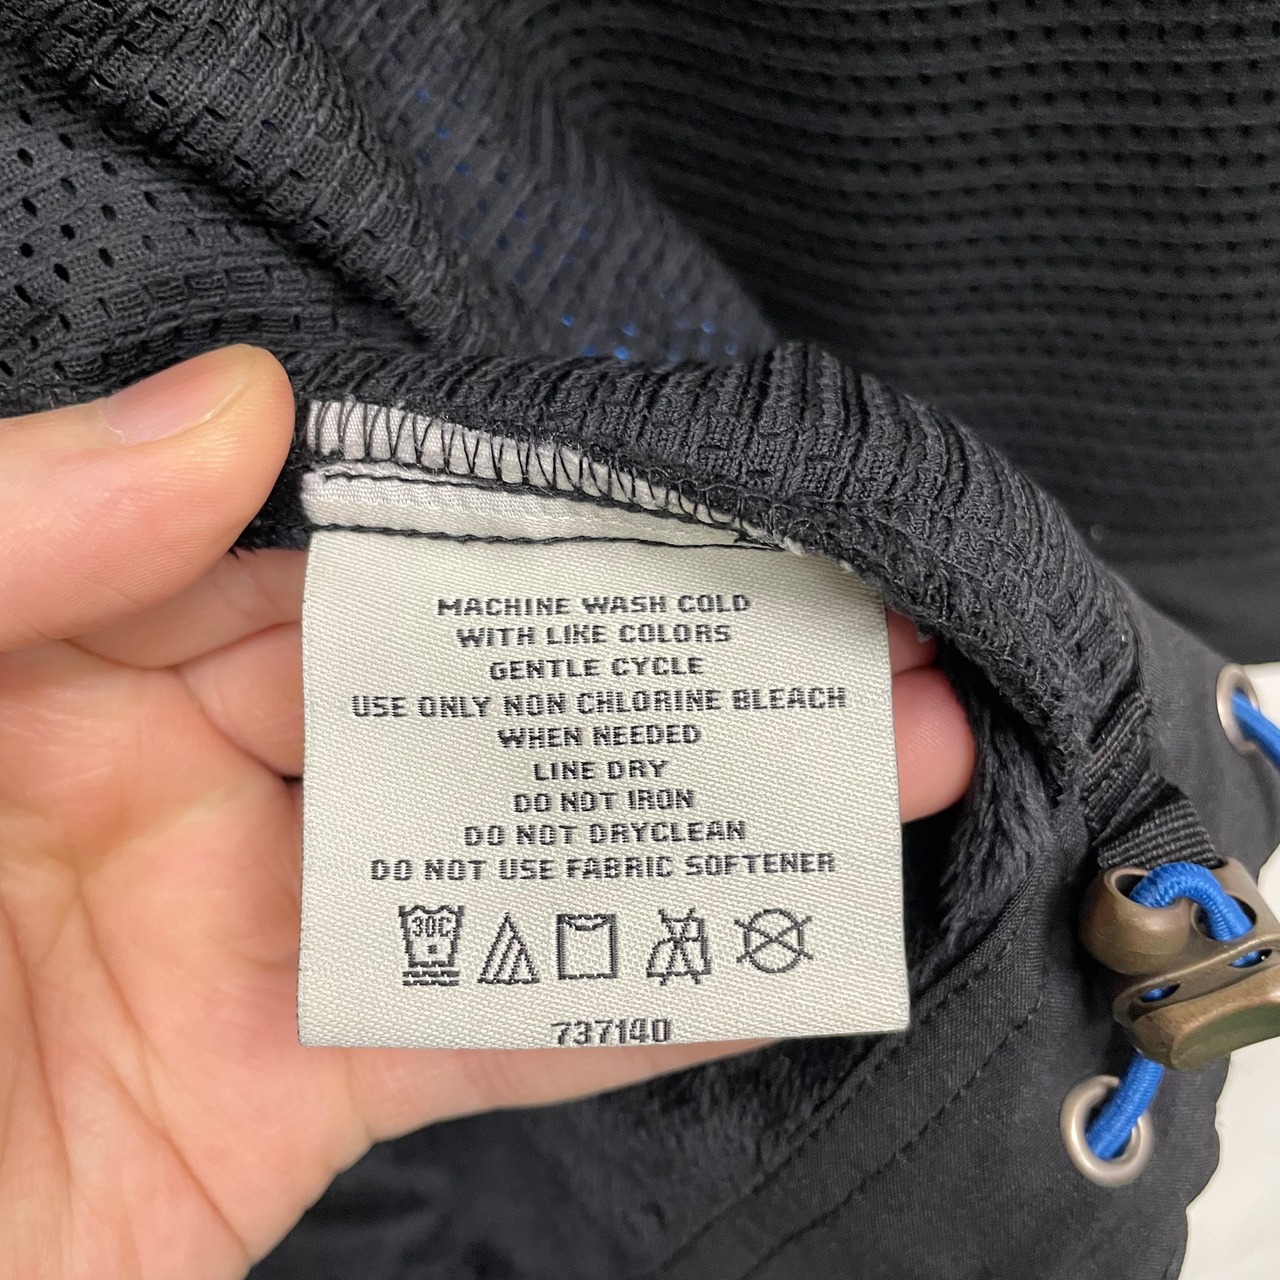 MACHINE WASH COLD
WITH LIKE COLORS
GENTLE CYCLE
USE ONLY NON CHLORINE BLEACH
WHEN NEEDED
LINE DRY
DO NOT IRON
DO NOT DRYCLEAN
DO NOT USE FABRIC SOFTENER
30C
737140